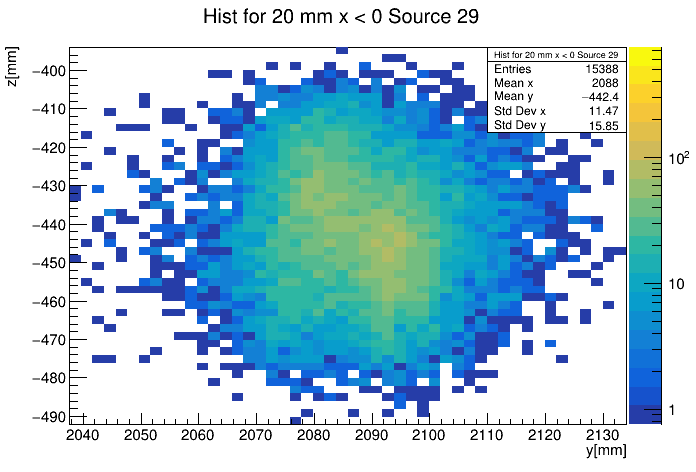 Hist for 20 mm x < 0 Source 29
z[mm]
Hist for 20 mm x < 0 Source 29
Entries 15388
Mean x 2088
Mean y −442.4
Std Dev x 11.47
Std Dev y 15.85
−400
−410
−420
−430
−440
−450
−460
−470
−480
−490
10²
10
1
2040 2050 2060 2070 2080 2090 2100 2110 2120 2130
y[mm]